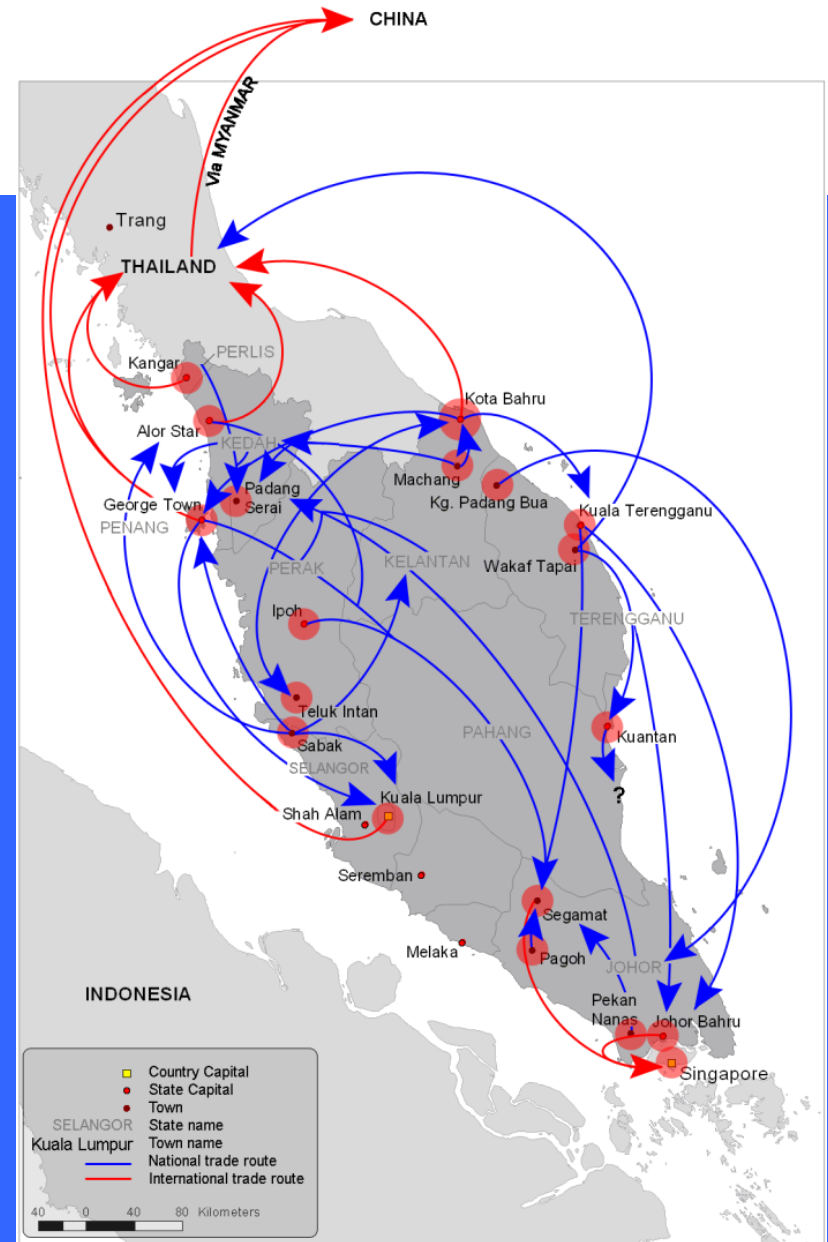 CHINA
Via MYANMAR
Trang
THAILAND
PERLIS
Kangar
Kota Bahru
Alor Star
KEDAH
Machang
Padang
Serai
Kg. Padang Bua
George Town
Kuala Terengganu
PENANG
KELANTAN
Wakaf Tapai
PERAK
Ipoh
TERENGGANU
Teluk Intan
PAHANG
Kuantan
Sabak
SELANGOR
?
Kuala Lumpur
Shah Alam
Seremban
Segamat
Melaka
Pagoh
JOHOR
INDONESIA
Pekan
Nanas
Johor Bahru
Singapore
Country Capital
State Capital
Town
SELANGOR State name
Kuala Lumpur Town name
National trade route
International trade route
40 0 40 80 Kilometers